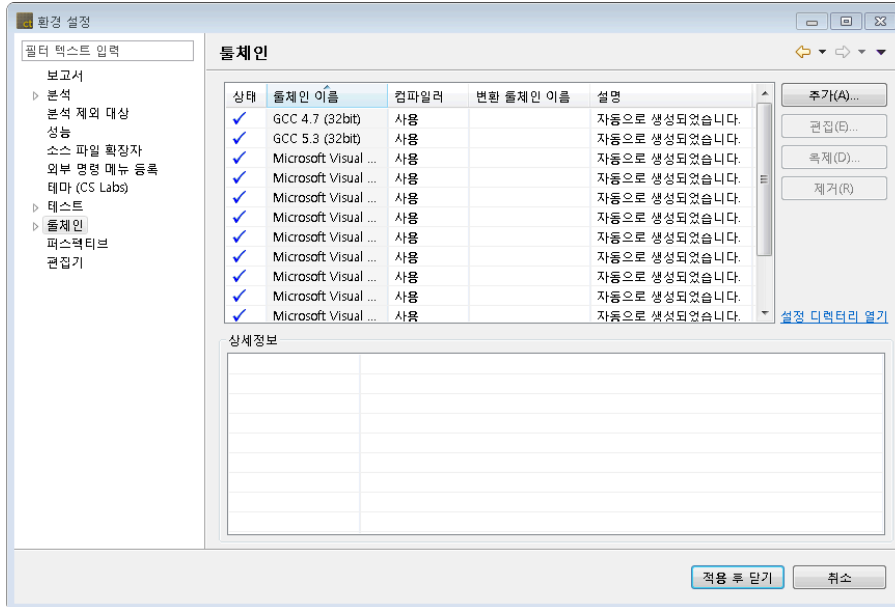 ct 환경 설정
필터 텍스트 입력
보고서
분석
분석 제외 대상
성능
소스 파일 확장자
외부 명령 메뉴 등록
테마 (CS Labs)
테스트
툴체인
퍼스펙티브
편집기
툴체인
상태 툴체인 이름 컴파일러 변환 툴체인 이름 설명
GCC 4.7 (32bit) 사용 자동으로 생성되었습니다.
GCC 5.3 (32bit) 사용 자동으로 생성되었습니다.
Microsoft Visual ... 사용 자동으로 생성되었습니다.
Microsoft Visual ... 사용 자동으로 생성되었습니다.
Microsoft Visual ... 사용 자동으로 생성되었습니다.
Microsoft Visual ... 사용 자동으로 생성되었습니다.
Microsoft Visual ... 사용 자동으로 생성되었습니다.
Microsoft Visual ... 사용 자동으로 생성되었습니다.
Microsoft Visual ... 사용 자동으로 생성되었습니다.
Microsoft Visual ... 사용 자동으로 생성되었습니다.
Microsoft Visual ... 사용 자동으로 생성되었습니다.
추가(A)...
편집(E)...
복제(D)...
제거(R)
설정 디렉터리 열기
상세정보
적용 후 닫기
취소